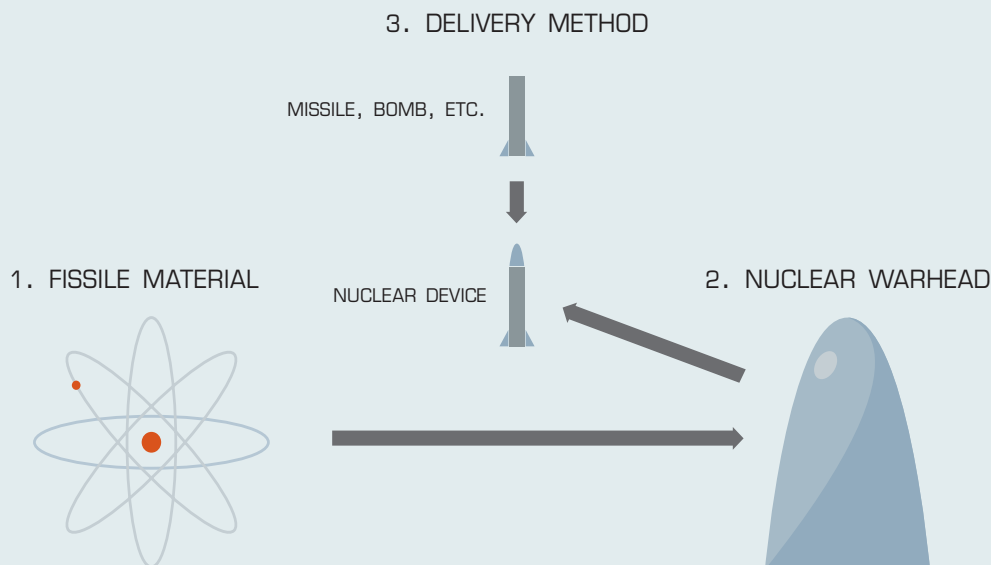 3. DELIVERY METHOD
MISSILE, BOMB, ETC.
1. FISSILE MATERIAL
NUCLEAR DEVICE
2. NUCLEAR WARHEAD